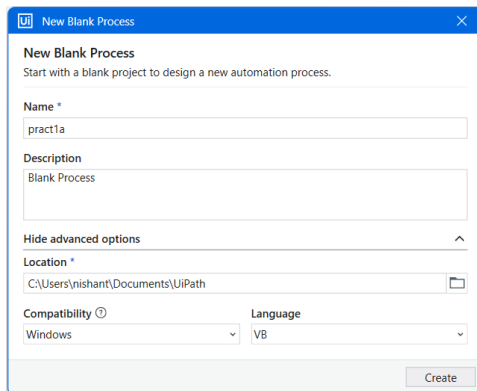 Ui New Blank Process
New Blank Process
Start with a blank project to design a new automation process.
Name *
pract1a
Description
Blank Process
Hide advanced options
Location *
C:\Users\nishant\Documents\UiPath
Compatibility ? Language
Windows VB
Create